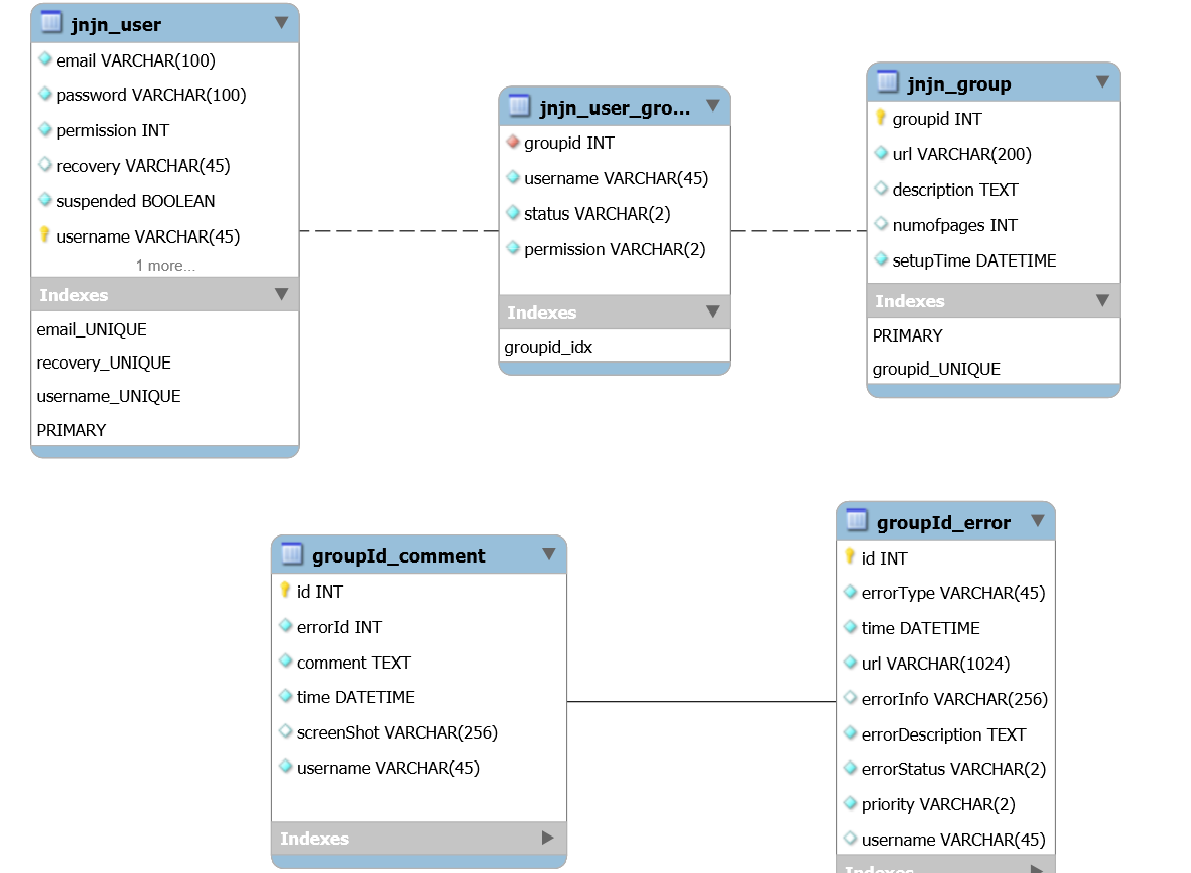 jnjn_user
email VARCHAR(100)
password VARCHAR(100)
permission INT
recovery VARCHAR(45)
suspended BOOLEAN
username VARCHAR(45)
1 more...
Indexes
email_UNIQUE
recovery_UNIQUE
username_UNIQUE
PRIMARY
jnjn_user_gro...
groupid INT
username VARCHAR(45)
status VARCHAR(2)
permission VARCHAR(2)
Indexes
groupid_idx
jnjn_group
groupid INT
url VARCHAR(200)
description TEXT
numofpages INT
setupTime DATETIME
Indexes
PRIMARY
groupid_UNIQUE
groupId_comment
id INT
errorId INT
comment TEXT
time DATETIME
screenShot VARCHAR(256)
username VARCHAR(45)
Indexes
groupId_error
id INT
errorType VARCHAR(45)
time DATETIME
url VARCHAR(1024)
errorInfo VARCHAR(256)
errorDescription TEXT
errorStatus VARCHAR(2)
priority VARCHAR(2)
username VARCHAR(45)
Indexes